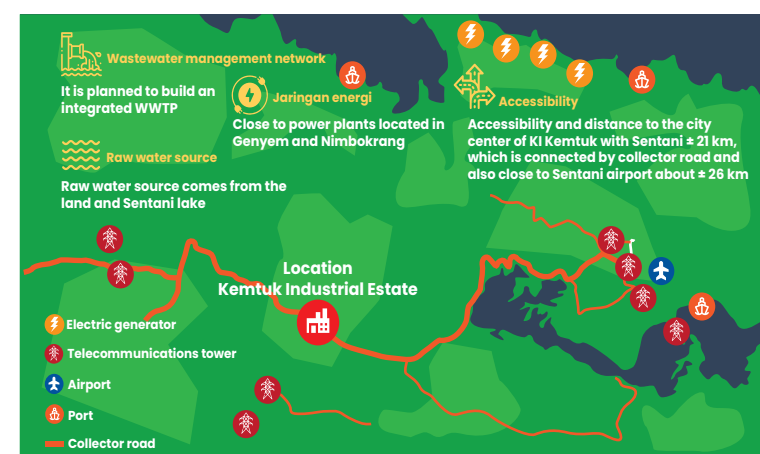 Wastewater management network
It is planned to build an
integrated WWTP
Jaringan energi
Close to power plants located in
Genyem and Nimbokrang
Accessibility
Accessibility and distance to the city
center of KI Kemtuk with Sentani ± 21 km,
which is connected by collector road and
also close to Sentani airport about ± 26 km
Raw water source
Raw water source comes from the
land and Sentani lake
Location
Kemtuk Industrial Estate
Electric generator
Telecommunications tower
Airport
Port
Collector road